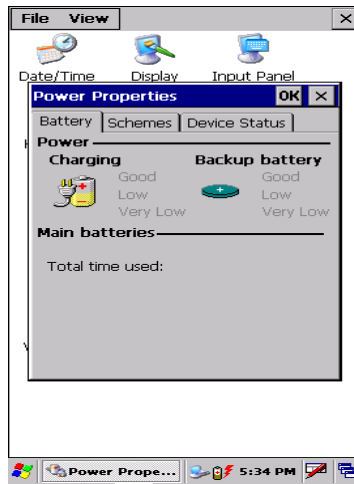 File View
Date/Time Display Input Panel
Power Properties OK
Battery Schemes Device Status
Power
Charging Backup battery
Good Good
Low Low
Very Low Very Low
Main batteries
Total time used:
Power Prope... 5:34 PM